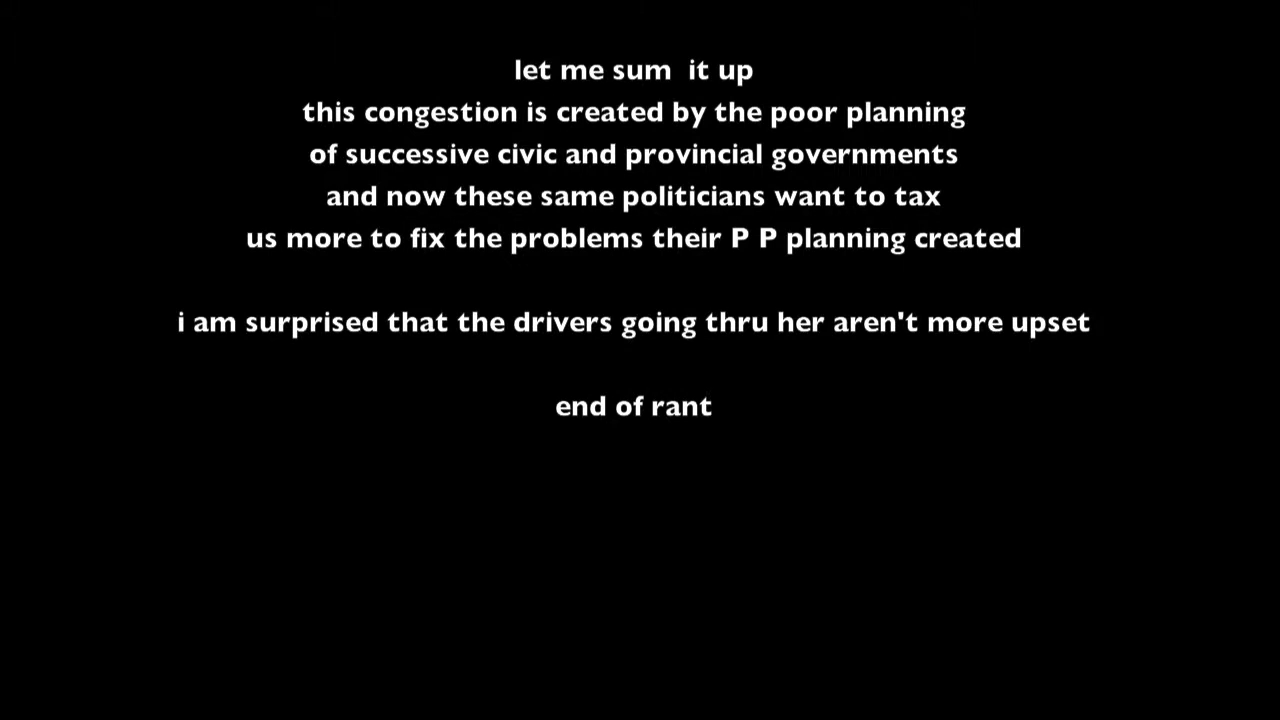 let me sum  it up
this congestion is created by the poor planning
of successive civic and provincial governments
and now these same politicians want to tax
us more to fix the problems their P P planning created
i am surprised that the drivers going thru her aren't more upset
end of rant